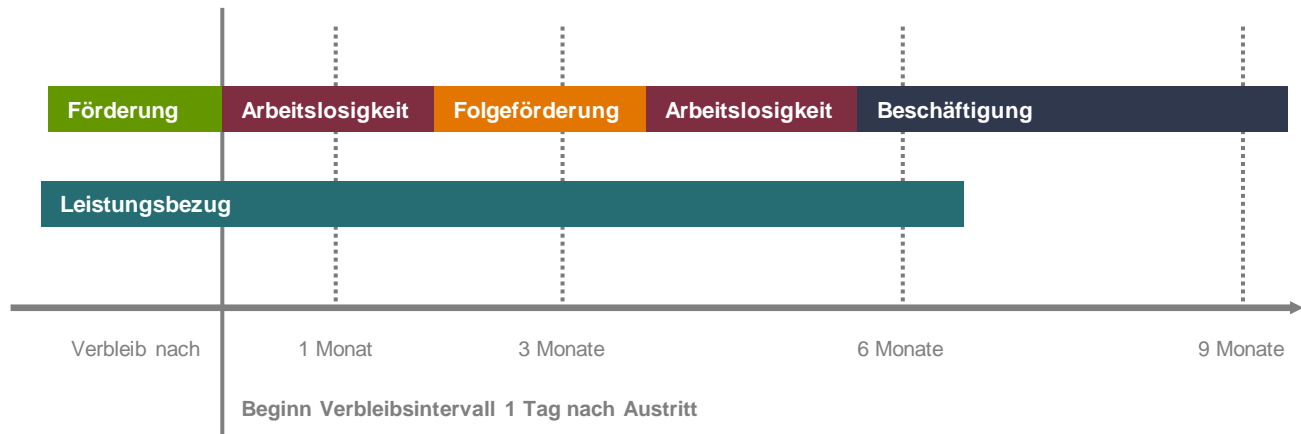 Förderung Arbeitslosigkeit Folgeförderung Arbeitslosigkeit Beschäftigung
Leistungsbezug
Verbleib nach 1 Monat 3 Monate 6 Monate 9 Monate
Beginn Verbleibsintervall 1 Tag nach Austritt